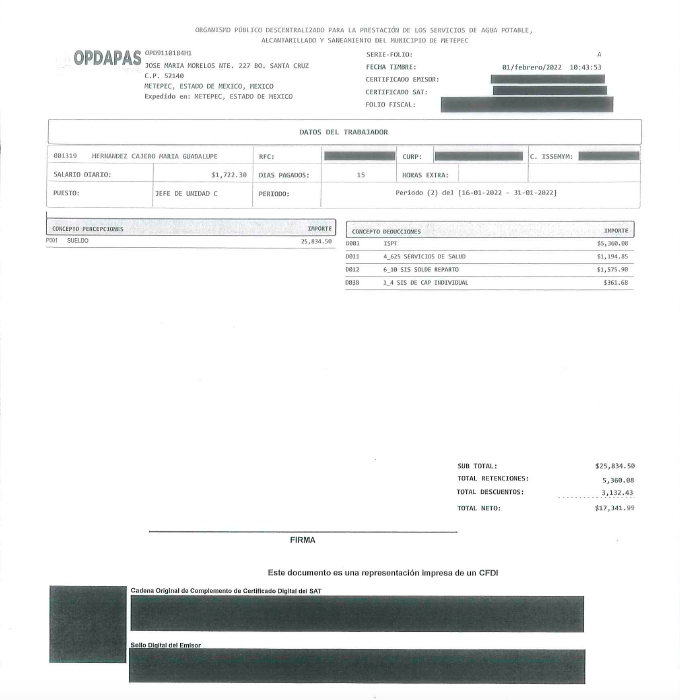 ORGANISMO PÚBLICO DESCENTRALIZADO PARA LA PRESTACIÓN DE LOS SERVICIOS DE AGUA POTABLE,
ALCANTARILLADO Y SANEAMIENTO DEL MUNICIPIO DE METEPEC
OPDAPAS
OPD9110184H1
JOSE MARIA MORELOS NTE. 227 BO. SANTA CRUZ
C.P. 52140
METEPEC, ESTADO DE MEXICO, MEXICO
Expedido en: METEPEC, ESTADO DE MEXICO
SERIE-FOLIO: A
FECHA TIMBRE: 01/febrero/2022 10:43:53
CERTIFICADO EMISOR:
CERTIFICADO SAT:
FOLIO FISCAL:
DATOS DEL TRABAJADOR
001319 HERNANDEZ CAJERO MARIA GUADALUPE RFC: CURP: C. ISSEMYM:
SALARIO DIARIO: $1,722.30 DIAS PAGADOS: 15 HORAS EXTRA:
PUESTO: JEFE DE UNIDAD C PERIODO: Periodo (2) del [16-01-2022 - 31-01-2022]
CONCEPTO PERCEPCIONES IMPORTE
P001 SUELDO 25,834.50
CONCEPTO DEDUCCIONES IMPORTE
D001 ISPT $5,360.08
D011 4_625 SERVICIOS DE SALUD $1,194.85
D012 6_10 SIS SOLDE REPARTO $1,575.90
D038 1_4 SIS DE CAP INDIVIDUAL $361.68
SUB TOTAL: $25,834.50
TOTAL RETENCIONES: 5,360.08
TOTAL DESCUENTOS: 3,132.43
TOTAL NETO: $17,341.99
FIRMA
Este documento es una representación impresa de un CFDI
Cadena Original de Complemento de Certificado Digital del SAT
Sello Digital del Emisor